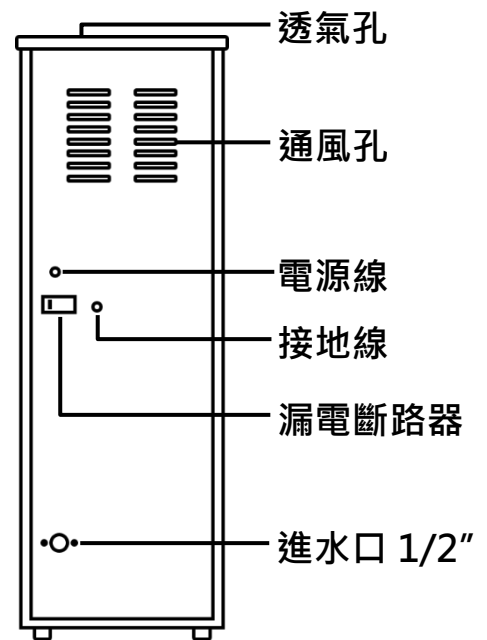 透氣孔
通風孔
電源線
接地線
漏電斷路器
進水口 1/2"